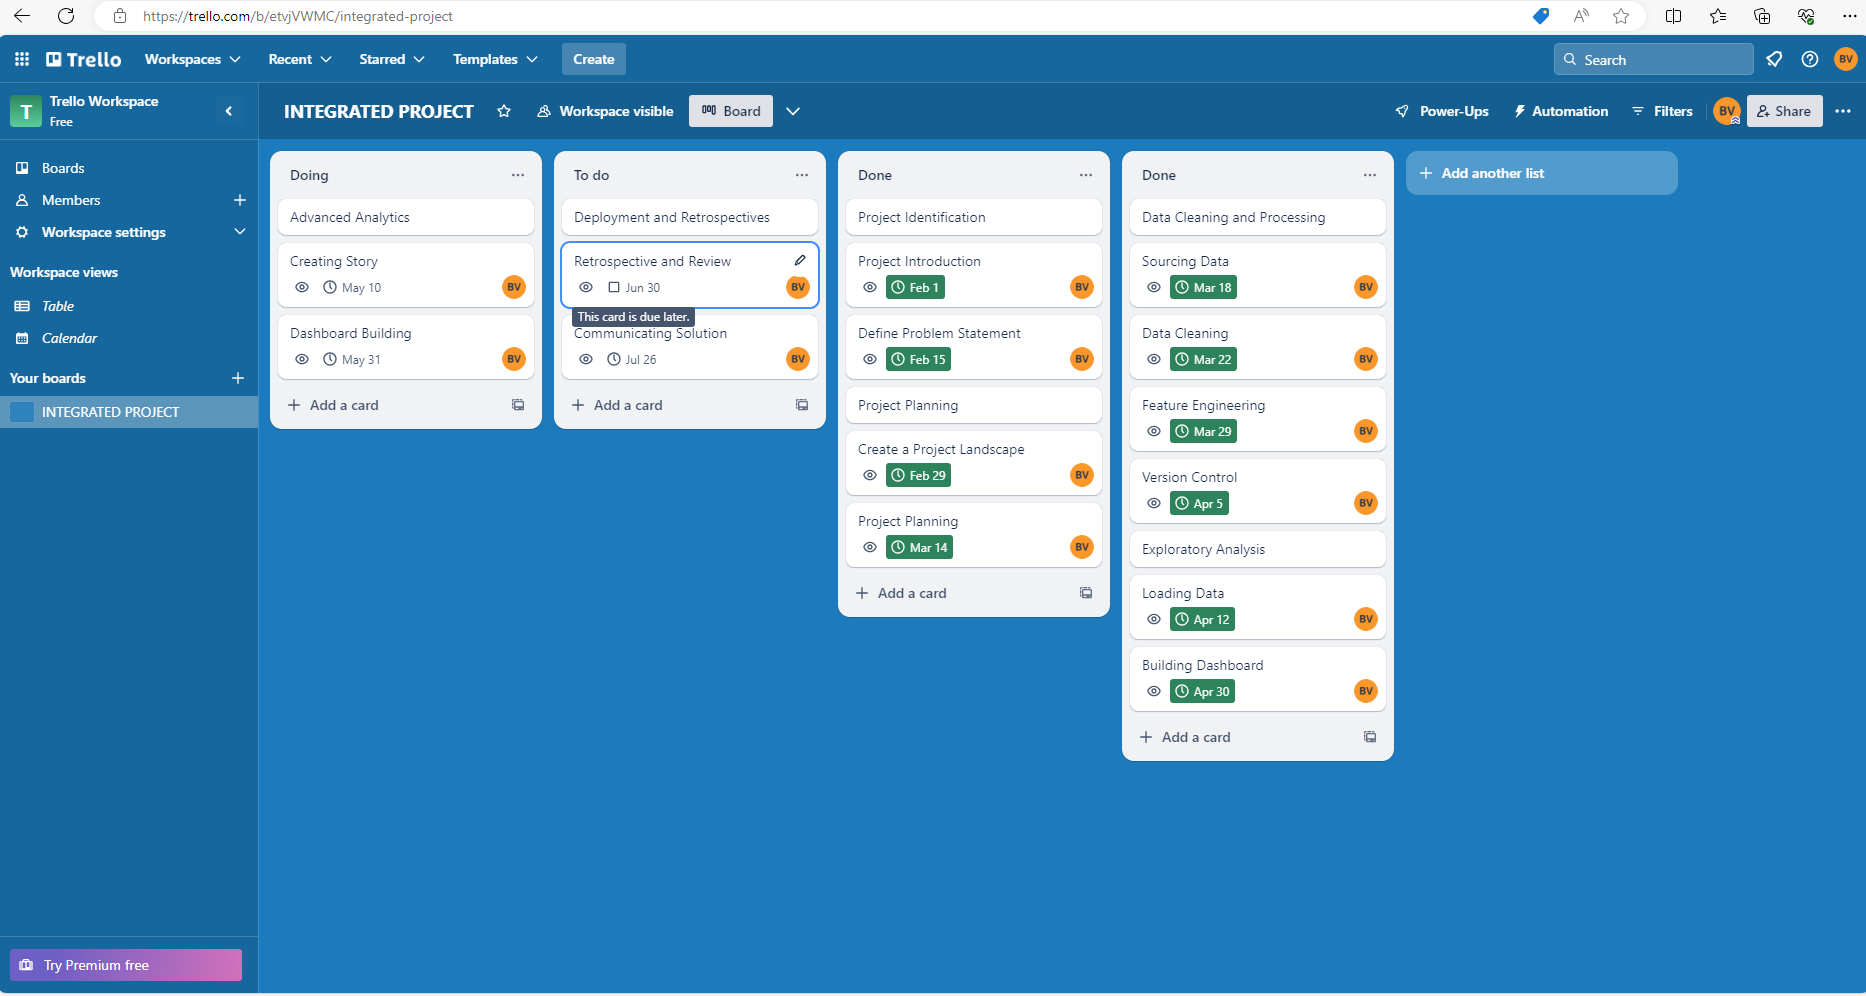 https://trello.com/b/etvjVWMC/integrated-project
Trello Workspaces Recent Starred Templates Create Search BV
T Trello Workspace
Free
INTEGRATED PROJECT Workspace visible Board Power-Ups Automation Filters BV Share
Boards
Members
Workspace settings
Workspace views
Table
Calendar
Your boards
INTEGRATED PROJECT
Try Premium free
Doing
Advanced Analytics
Creating Story
May 10 BV
Dashboard Building
May 31 BV
Add a card
To do
Deployment and Retrospectives
Retrospective and Review
Jun 30 BV
This card is due later.
Communicating Solution
Jul 26 BV
Add a card
Done
Project Identification
Project Introduction
Feb 1 BV
Define Problem Statement
Feb 15 BV
Project Planning
Create a Project Landscape
Feb 29 BV
Project Planning
Mar 14 BV
Add a card
Done
Data Cleaning and Processing
Sourcing Data
Mar 18 BV
Data Cleaning
Mar 22 BV
Feature Engineering
Mar 29 BV
Version Control
Apr 5 BV
Exploratory Analysis
Loading Data
Apr 12 BV
Building Dashboard
Apr 30 BV
Add a card
Add another list